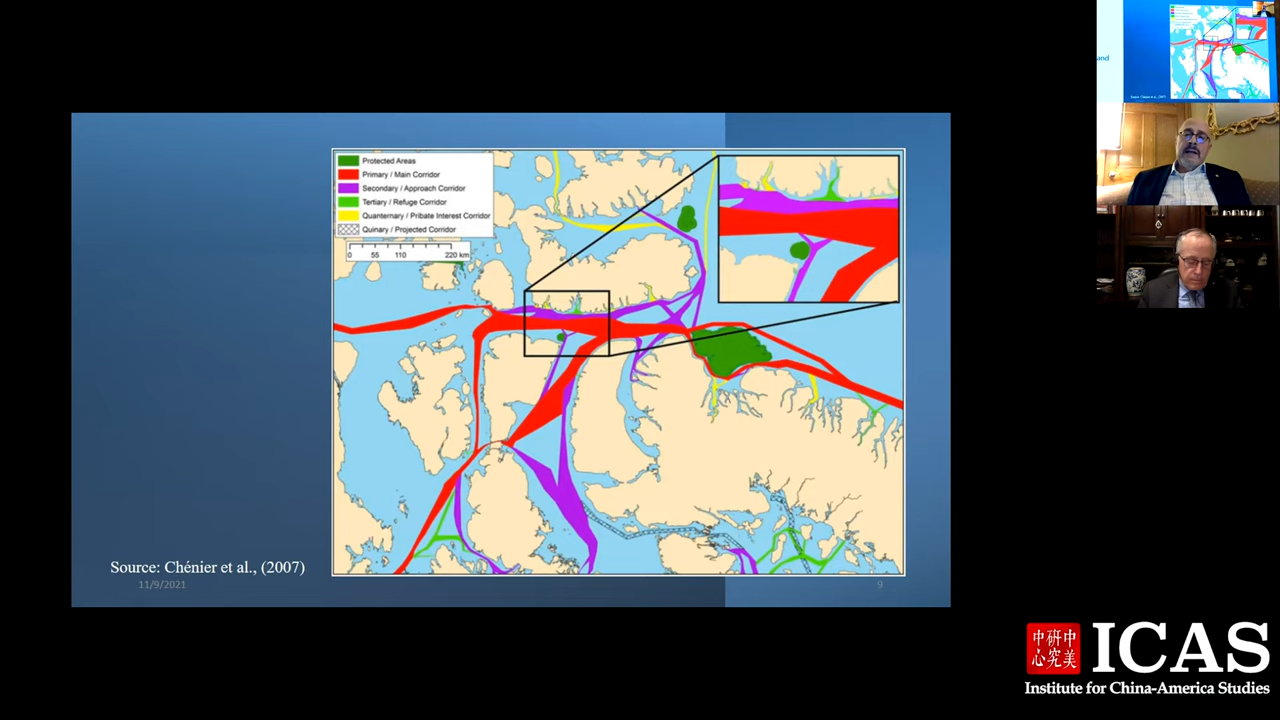 Protected Areas
Primary / Main Corridor
Secondary / Approach Corridor
Tertiary / Refuge Corridor
Quanternary / Pribate Interest Corridor
Quinary / Projected Corridor
0 55 110 220 km
Source: Chénier et al., (2007)
11/9/2021
9
and
中研中
心究美
ICAS
Institute for China-America Studies